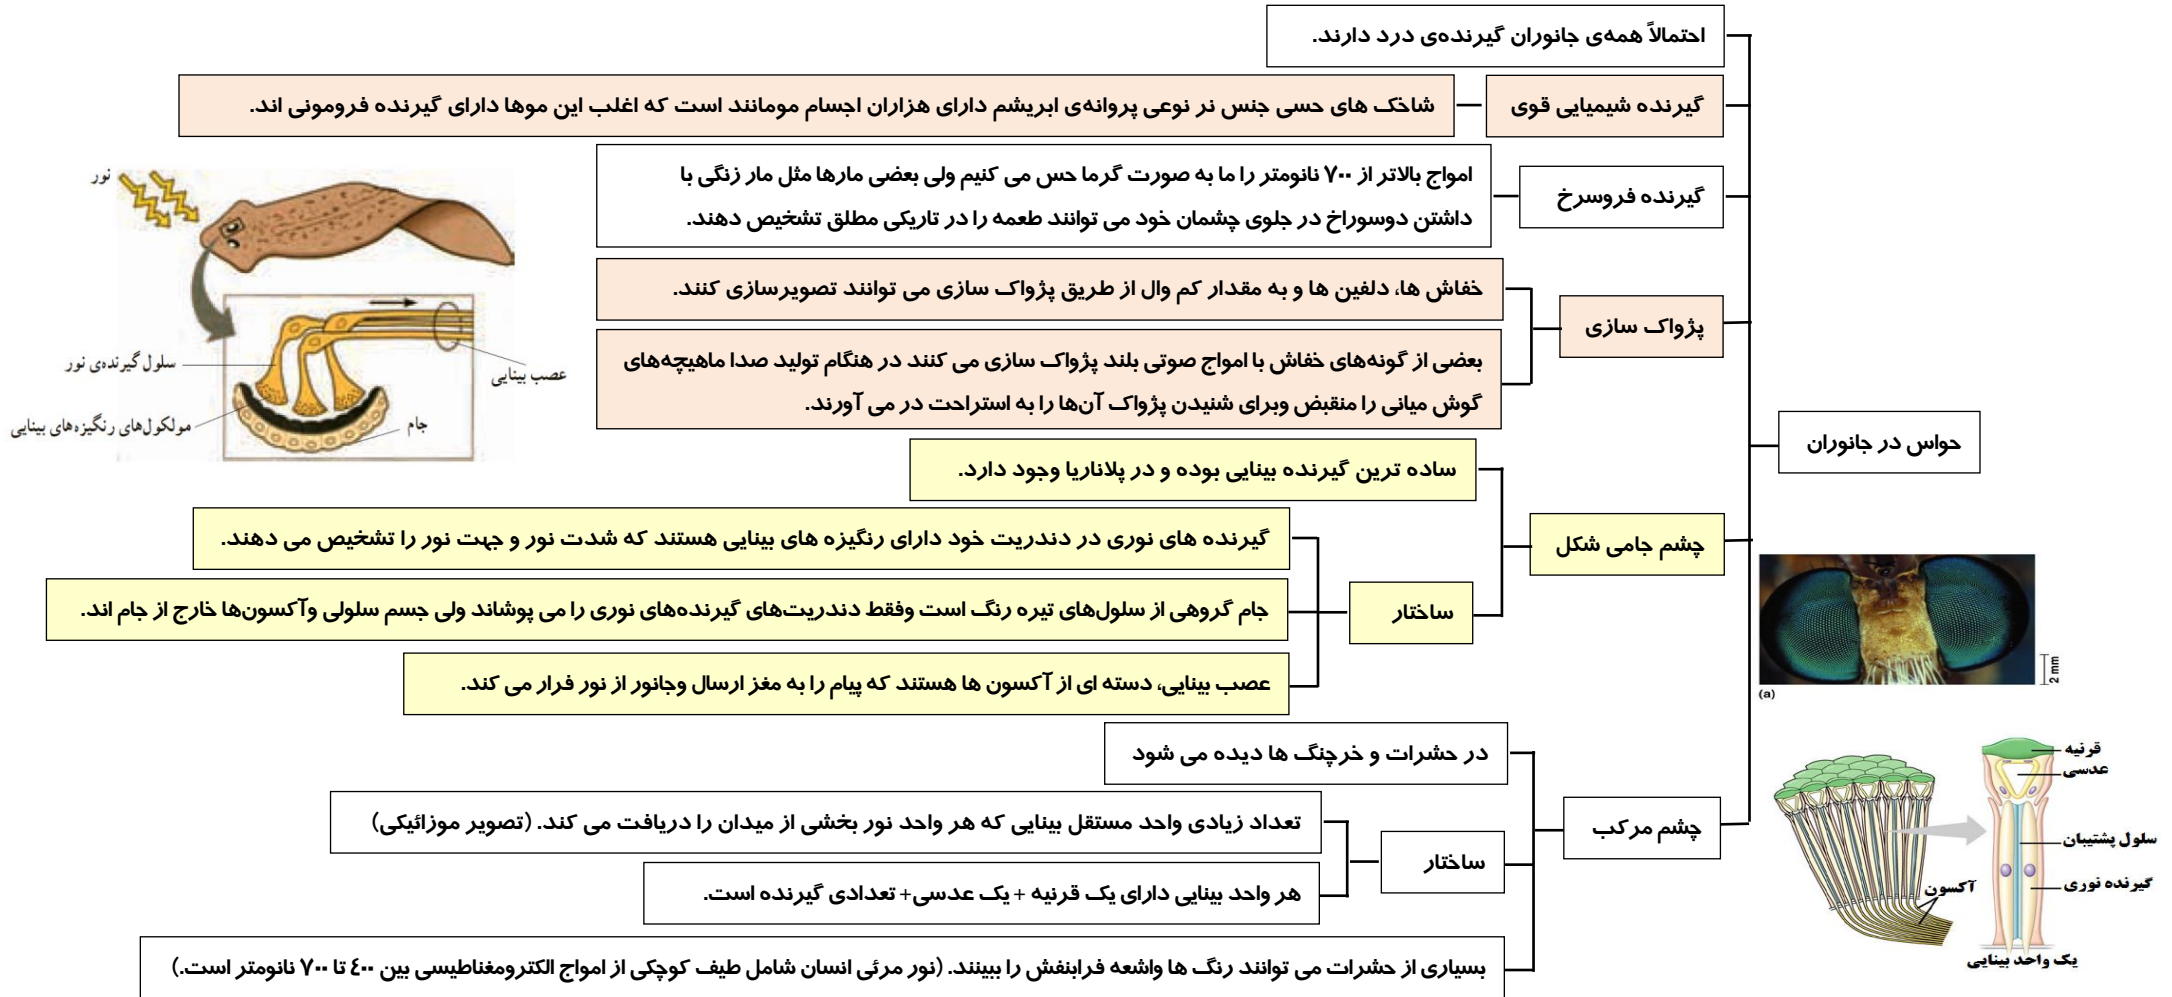 احتمالاً همه‌ی جانوران گیرنده‌ی درد دارند.
گیرنده شیمیایی قوی
شاخک های حسی جنس نر نوعی پروانه‌ی ابریشم دارای هزاران اجسام مومانند است که اغلب این موها دارای گیرنده فرومونی اند.
گیرنده فروسرخ
امواج بالاتر از ۷۰۰ نانومتر را ما به صورت گرما حس می کنیم ولی بعضی مارها مثل مار زنگی با
داشتن دوسوراخ در جلوی چشمان خود می توانند طعمه را در تاریکی مطلق تشخیص دهند.
پژواک سازی
خفاش ها، دلفین ها و به مقدار کم وال از طریق پژواک سازی می توانند تصویرسازی کنند.
بعضی از گونه‌های خفاش با امواج صوتی بلند پژواک سازی می کنند در هنگام تولید صدا ماهیچه‌های
گوش میانی را منقبض وبرای شنیدن پژواک آن‌ها را به استراحت در می آورند.
نور
سلول گیرنده‌ی نور
عصب بینایی
مولکول‌های رنگیزه‌های بینایی
جام
حواس در جانوران
چشم جامی شکل
ساده ترین گیرنده بینایی بوده و در پلاناریا وجود دارد.
ساختار
گیرنده های نوری در دندریت خود دارای رنگیزه های بینایی هستند که شدت نور و جهت نور را تشخیص می دهند.
جام گروهی از سلول‌های تیره رنگ است وفقط دندریت‌های گیرنده‌های نوری را می پوشاند ولی جسم سلولی وآکسون‌ها خارج از جام اند.
عصب بینایی، دسته ای از آکسون ها هستند که پیام را به مغز ارسال وجانور از نور فرار می کند.
2 mm
(a)
چشم مرکب
در حشرات و خرچنگ ها دیده می شود
ساختار
تعداد زیادی واحد مستقل بینایی که هر واحد نور بخشی از میدان را دریافت می کند. (تصویر موزائیکی)
هر واحد بینایی دارای یک قرنیه + یک عدسی+ تعدادی گیرنده است.
بسیاری از حشرات می توانند رنگ ها واشعه فرابنفش را ببینند. (نور مرئی انسان شامل طیف کوچکی از امواج الکترومغناطیسی بین ٤٠٠ تا ۷۰۰ نانومتر است.)
قرنیه
عدسی
سلول پشتیبان
گیرنده نوری
آکسون
یک واحد بینایی